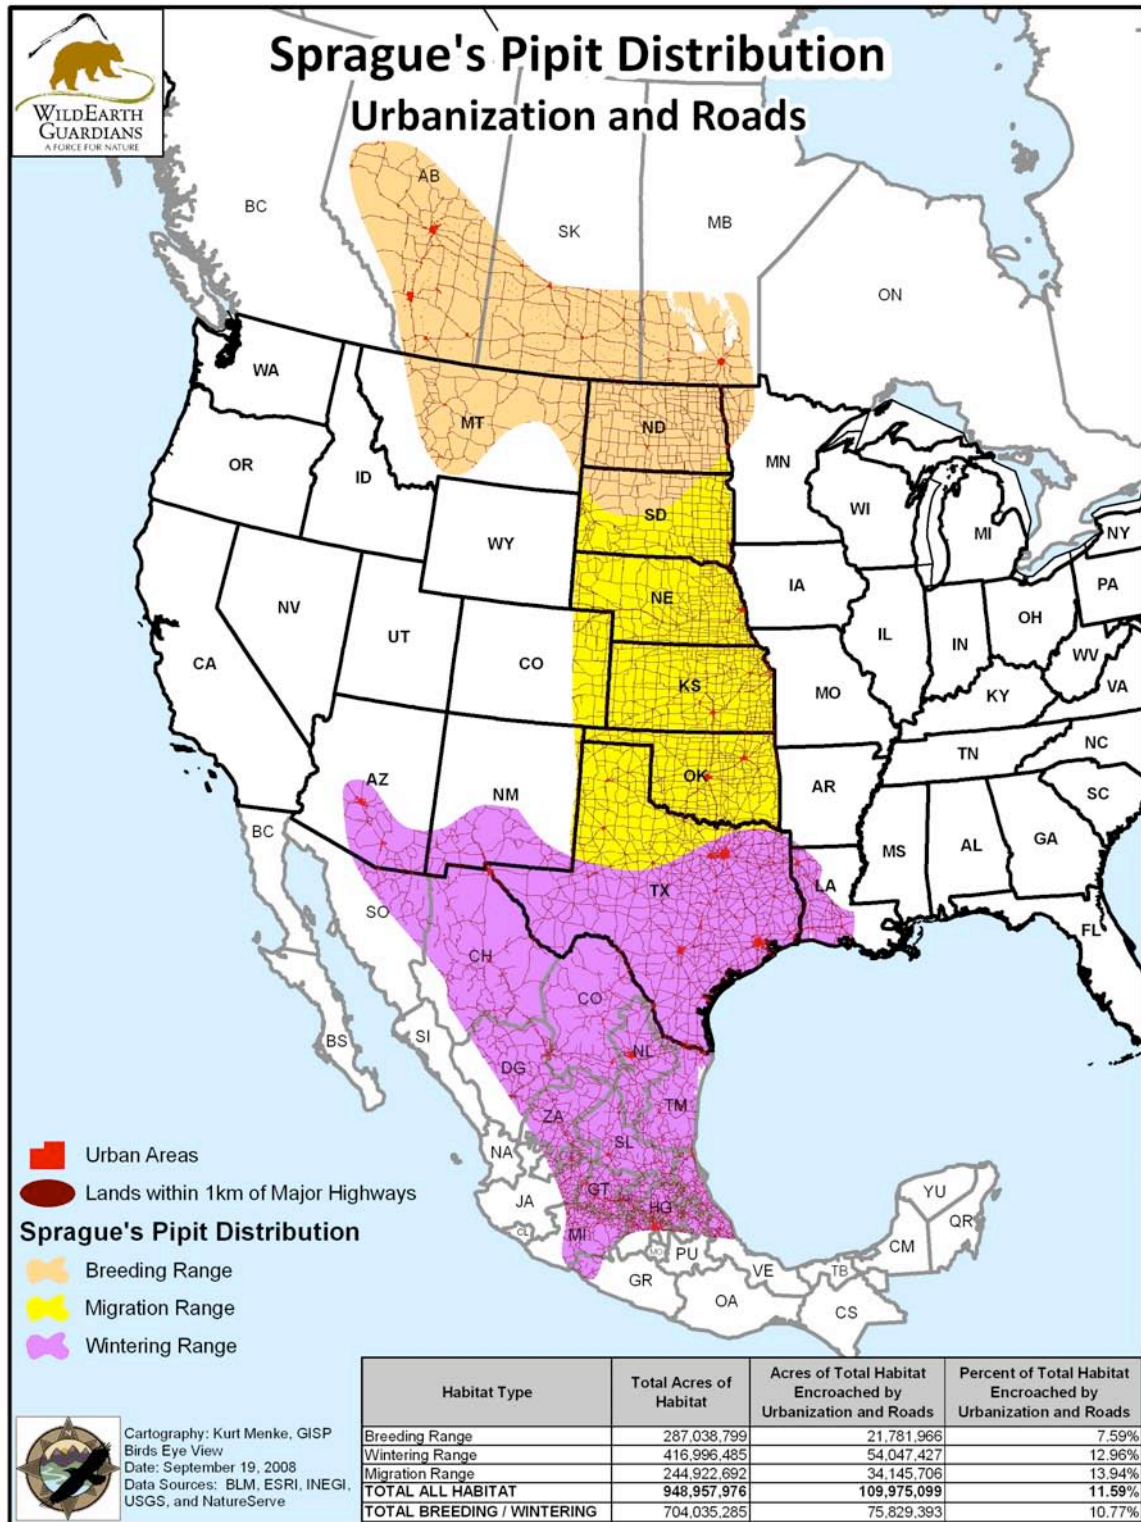 Sprague's Pipit Distribution
Urbanization and Roads
WILDEARTH
GUARDIANS
A FORCE FOR NATURE
AB
BC
SK
MB
ON
WA
MT
ND
MN
OR
ID
SD
WI
MI
NY
WY
IA
PA
NE
NV
UT
CO
IL
IN
OH
WV
VA
CA
KS
MO
KY
AZ
NM
OK
AR
TN
NC
SC
BC
MS
AL
GA
TX
LA
SO
FL
CH
CO
BS
SI
NL
DG
ZA
TM
SL
NA
JA
GT
HG
YU
QR
CL
MI
MO
PU
CM
GR
VE
TB
OA
CS
Urban Areas
Lands within 1km of Major Highways
Sprague's Pipit Distribution
Breeding Range
Migration Range
Wintering Range
Habitat Type Total Acres of Habitat Acres of Total Habitat Encroached by Urbanization and Roads Percent of Total Habitat Encroached by Urbanization and Roads
Breeding Range 287,038,799 21,781,966 7.59%
Wintering Range 416,996,485 54,047,427 12.96%
Migration Range 244,922,692 34,145,706 13.94%
TOTAL ALL HABITAT 948,957,976 109,975,099 11.59%
TOTAL BREEDING / WINTERING 704,035,285 75,829,393 10.77%
N
Cartography: Kurt Menke, GISP
Birds Eye View
Date: September 19, 2008
Data Sources: BLM, ESRI, INEGI,
USGS, and NatureServe